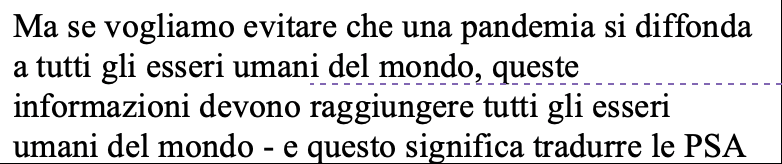 Ma se vogliamo evitare che una pandemia si diffonda
a tutti gli esseri umani del mondo, queste
informazioni devono raggiungere tutti gli esseri
umani del mondo - e questo significa tradurre le PSA